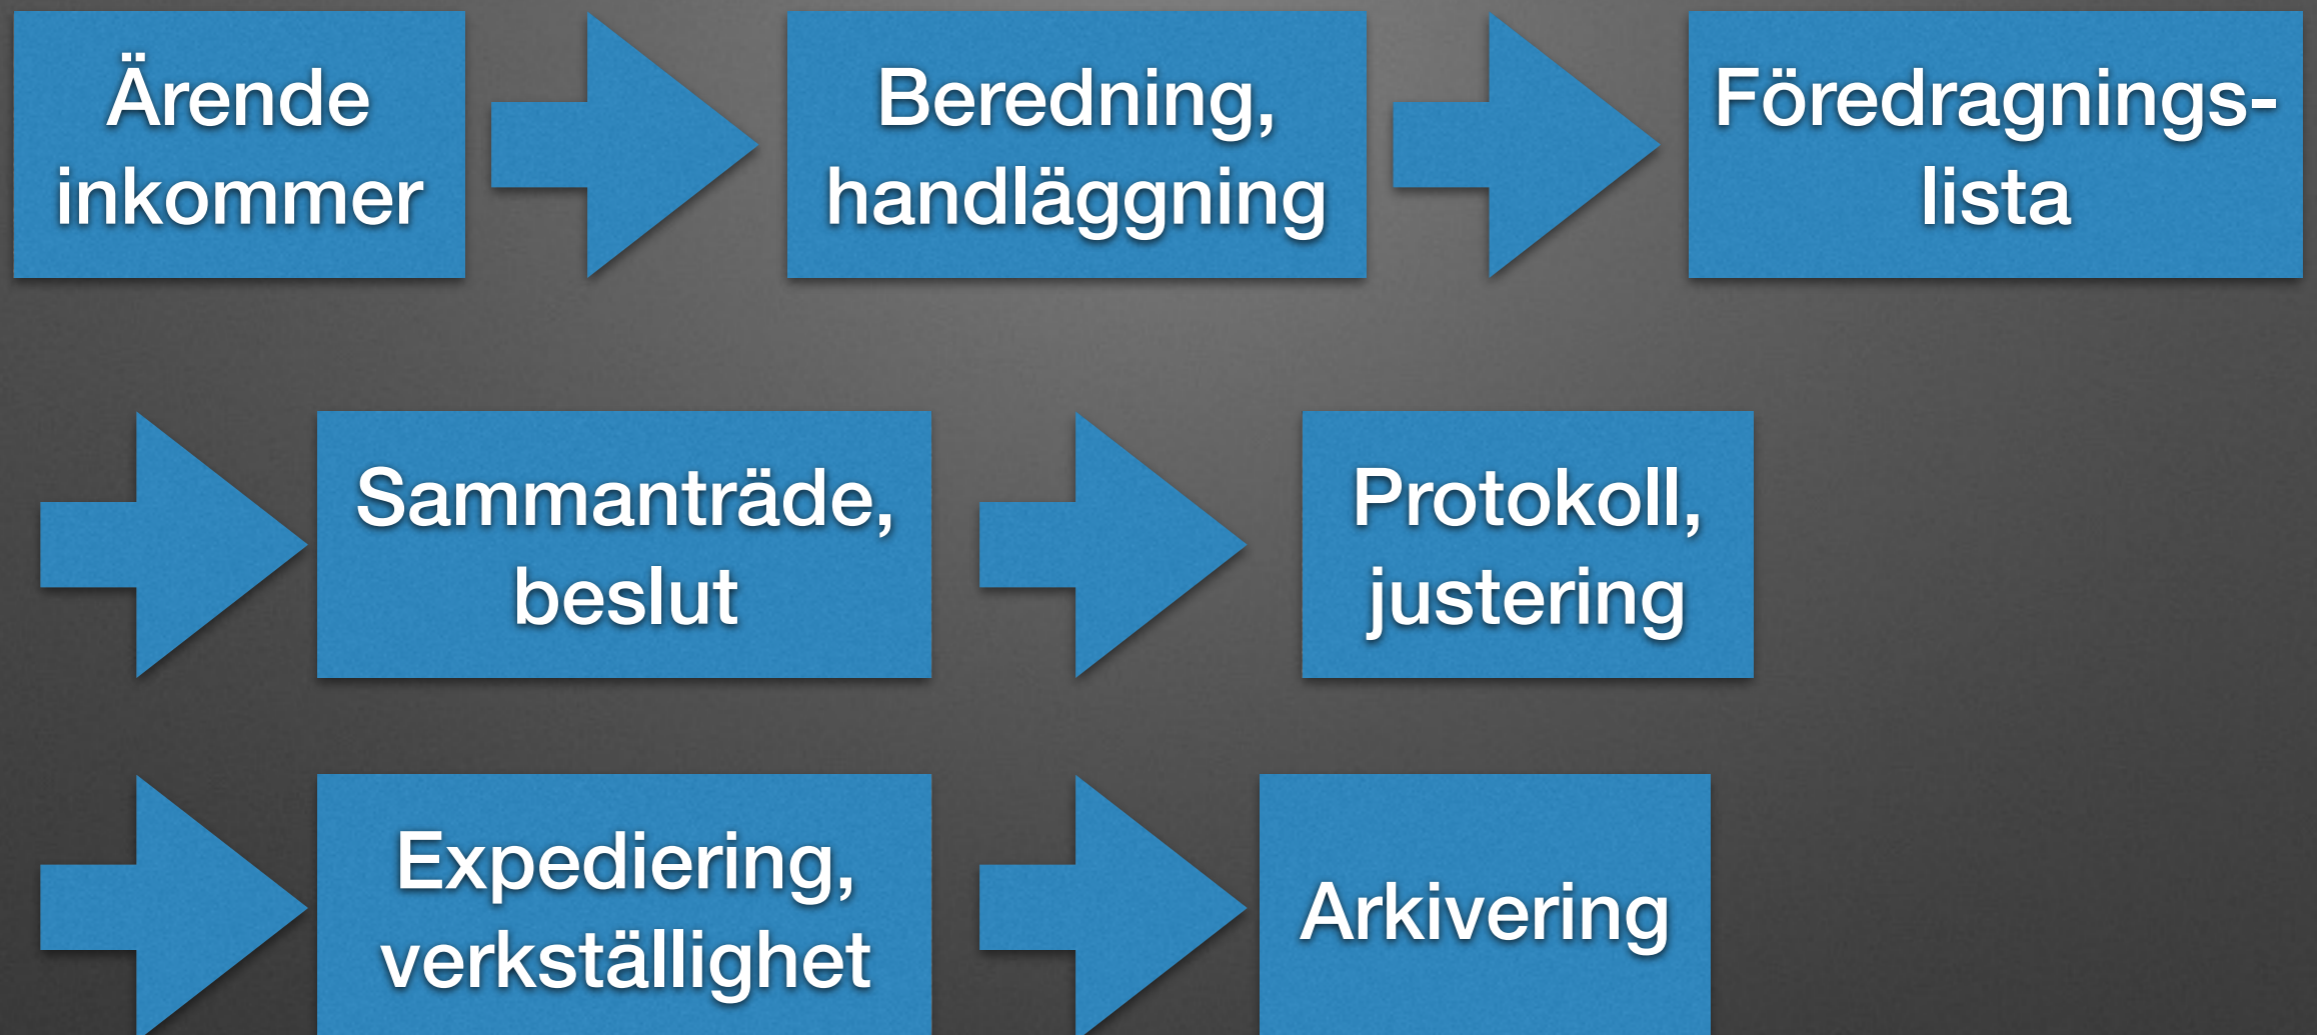 Ärende
inkommer
Beredning,
handläggning
Föredragnings-
lista
Sammanträde,
beslut
Protokoll,
justering
Expediering,
verkställighet
Arkivering